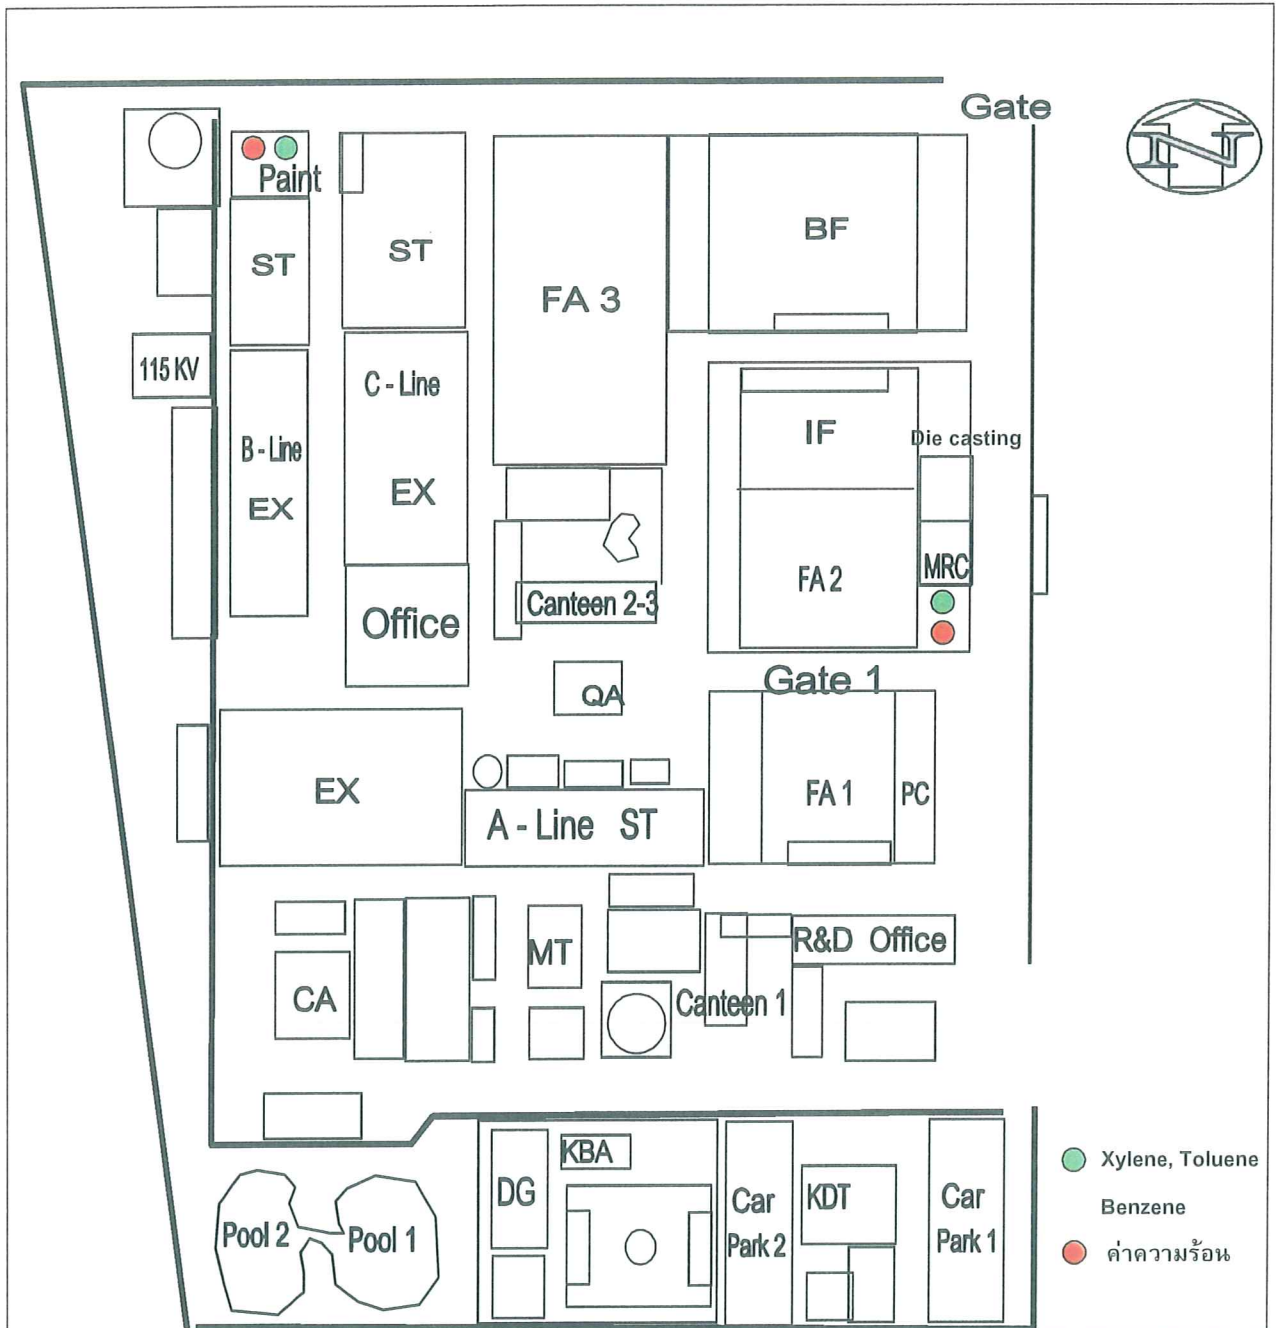 Gate
N
Paint
ST
ST
FA 3
BF
115 KV
C - Line
B - Line
EX
EX
IF
Die casting
FA 2
MRC
Canteen 2-3
Office
QA
Gate 1
EX
A - Line ST
FA 1
PC
CA
MT
Canteen 1
R&D Office
Pool 2
Pool 1
DG
KBA
Car
Park 2
KDT
Car
Park 1
Xylene, Toluene
Benzene
ค่าความร้อน